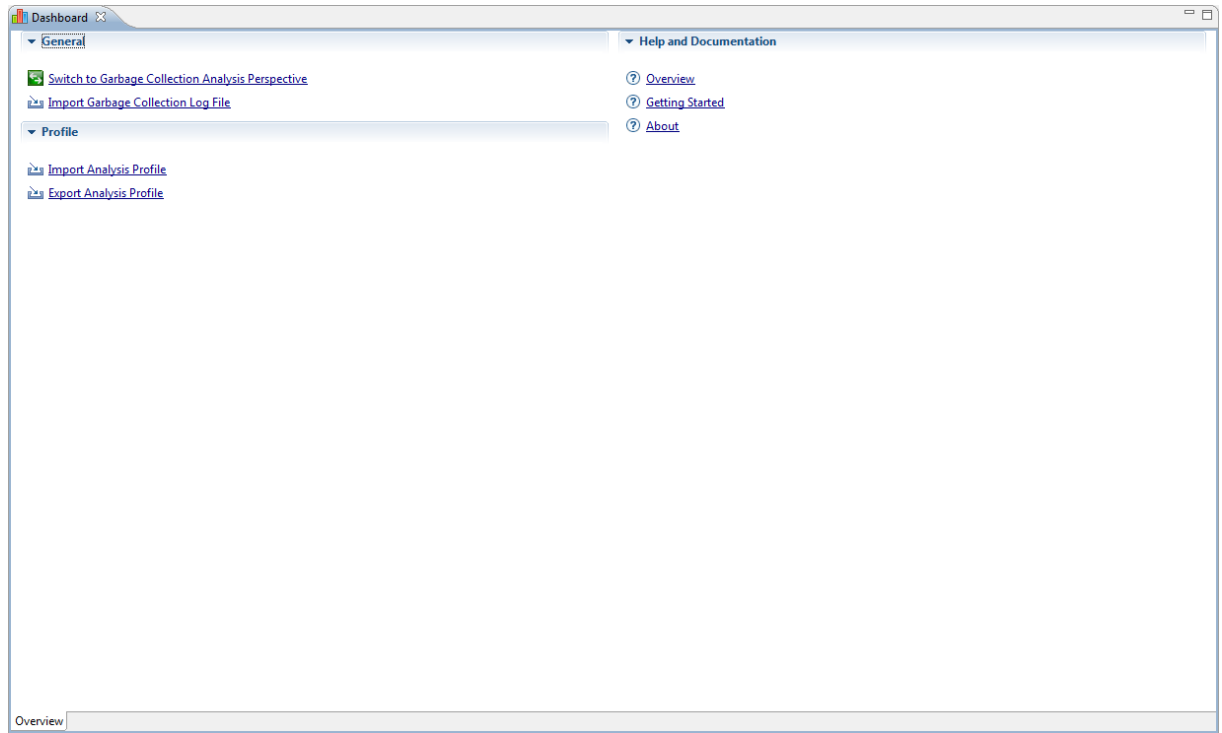 Dashboard
General
Switch to Garbage Collection Analysis Perspective
Import Garbage Collection Log File
Profile
Import Analysis Profile
Export Analysis Profile
Help and Documentation
Overview
Getting Started
About
Overview